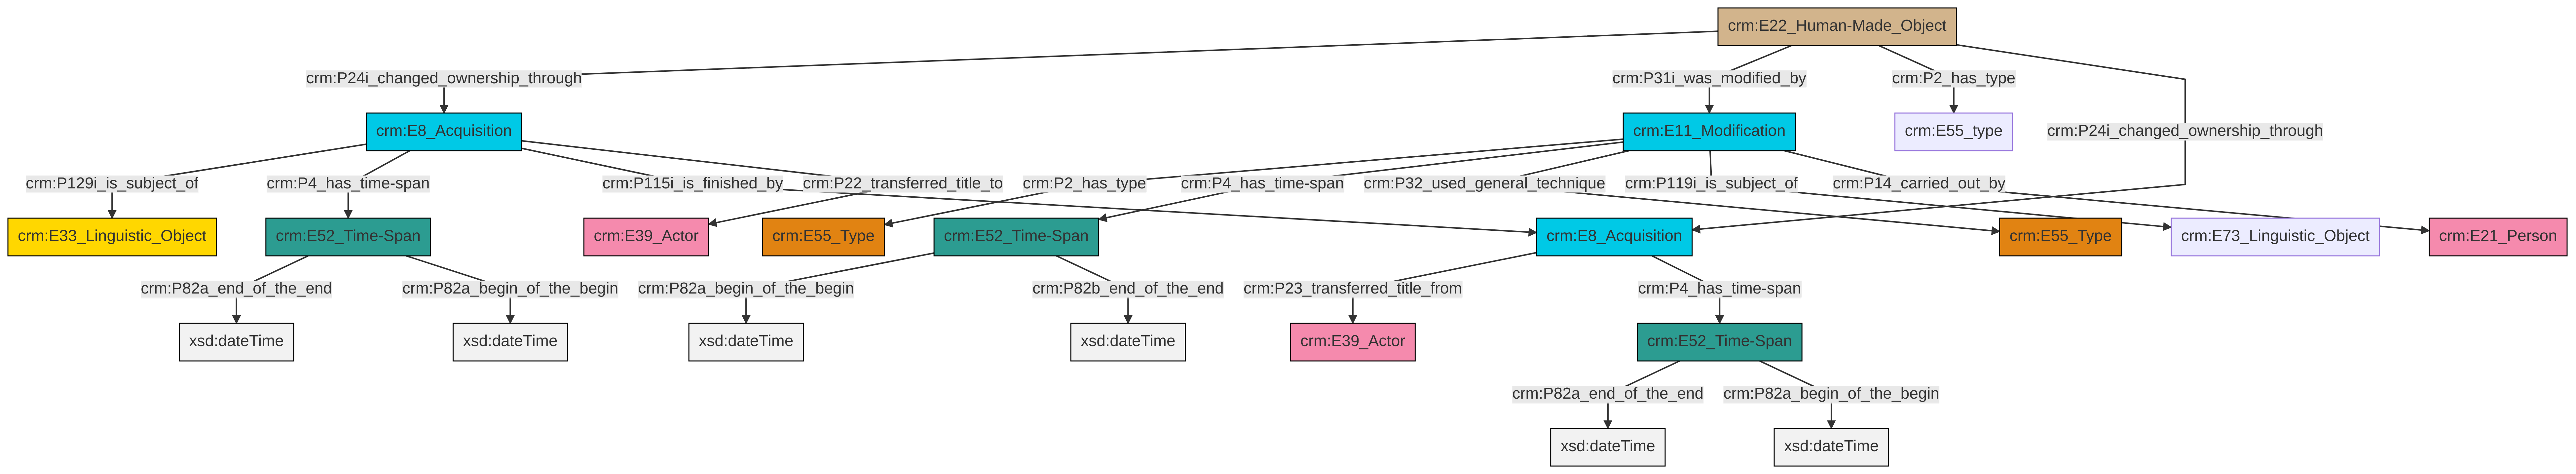 crm:E22_Human-Made_Object
crm:P24i_changed_ownership_through
crm:P31i_was_modified_by
crm:P2_has_type
crm:E8_Acquisition
crm:E11_Modification
crm:E55_type
crm:P24i_changed_ownership_through
crm:P129i_is_subject_of
crm:P4_has_time-span
crm:P115i_is_finished_by
crm:P22_transferred_title_to
crm:P2_has_type
crm:P4_has_time-span
crm:P32_used_general_technique
crm:P119i_is_subject_of
crm:P14_carried_out_by
crm:E33_Linguistic_Object
crm:E52_Time-Span
crm:E39_Actor
crm:E55_Type
crm:E52_Time-Span
crm:E8_Acquisition
crm:E55_Type
crm:E73_Linguistic_Object
crm:E21_Person
crm:P82a_end_of_the_end
crm:P82a_begin_of_the_begin
crm:P82a_begin_of_the_begin
crm:P82b_end_of_the_end
crm:P23_transferred_title_from
crm:P4_has_time-span
xsd:dateTime
xsd:dateTime
xsd:dateTime
xsd:dateTime
crm:E39_Actor
crm:E52_Time-Span
crm:P82a_end_of_the_end
crm:P82a_begin_of_the_begin
xsd:dateTime
xsd:dateTime